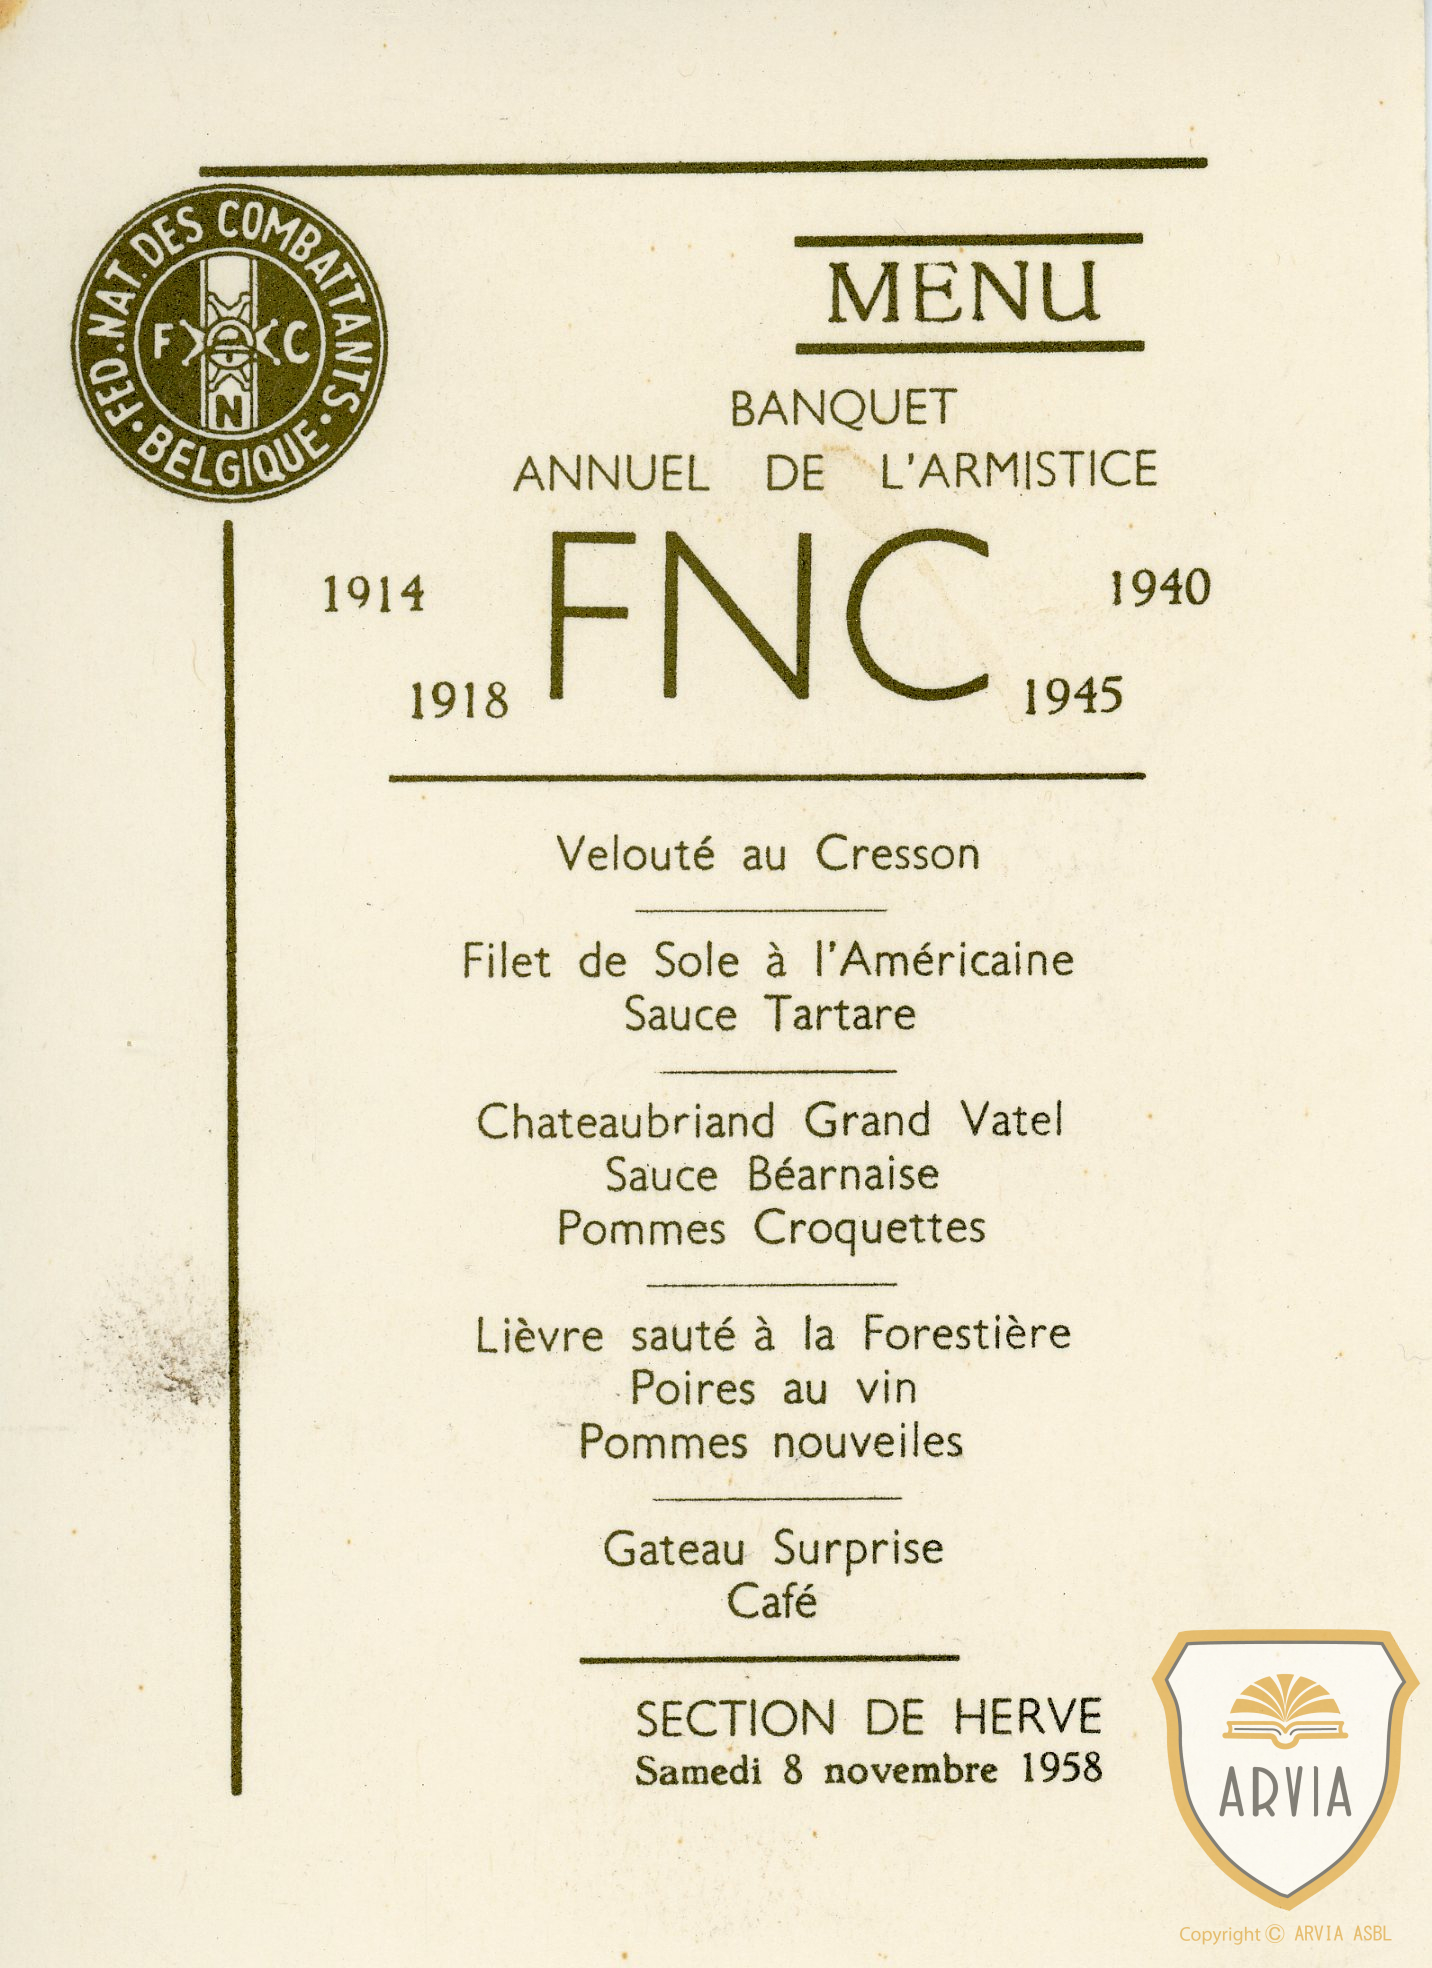 FED. NAT. DES COMBATTANTS
· BELGIQUE ·
F N C
MENU
BANQUET
ANNUEL DE L'ARMISTICE
1914 FNC 1940
1918 1945
Velouté au Cresson
Filet de Sole à l'Américaine
Sauce Tartare
Chateaubriand Grand Vatel
Sauce Béarnaise
Pommes Croquettes
Lièvre sauté à la Forestière
Poires au vin
Pommes nouveiles
Gateau Surprise
Café
SECTION DE HERVE
Samedi 8 novembre 1958
ARVIA
Copyright © ARVIA ASBL